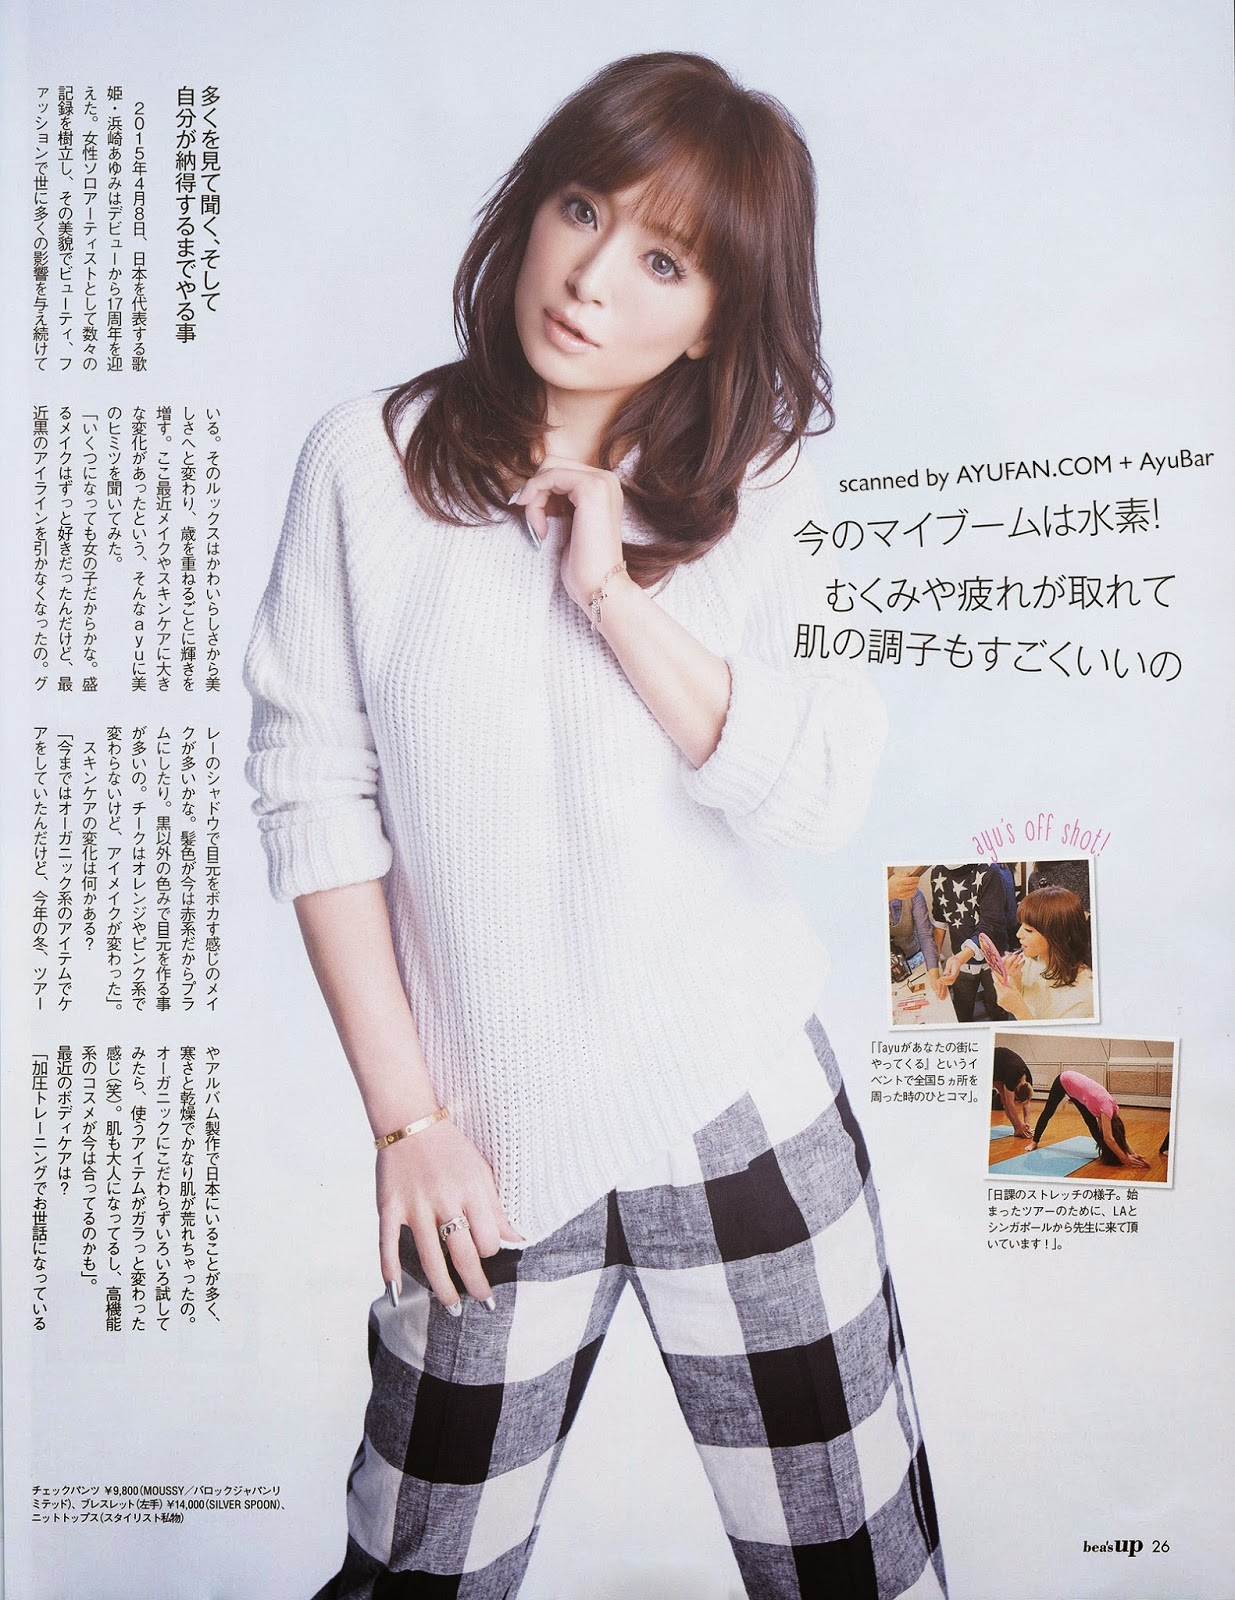 多くを見て聞く、そして
自分が納得するまでやる事
２０１５年４月８日、日本を代表する歌
姫・浜崎あゆみはデビューから17周年を迎
えた。女性ソロアーティストとして数々の
記録を樹立し、その美貌でビューティ、フ
ァッションで世に多くの影響を与え続けて
いる。そのルックスはかわいらしさから美
しさへと変わり、歳を重ねるごとに輝きを
増す。ここ最近メイクやスキンケアに大き
な変化があったという、そんなａｙｕに美
のヒミツを聞いてみた。
「いくつになっても女の子だからかな。盛
るメイクはずっと好きだったんだけど、最
近黒のアイラインを引かなくなったの。グ
レーのシャドウで目元をボカす感じのメイ
クが多いかな。髪色が今は赤系だからブラ
ムにしたり。黒以外の色みで目元を作る事
が多いの。チークはオレンジやピンク系で
変わらないけど、アイメイクが変わった」。
スキンケアの変化は何かある？
「今まではオーガニック系のアイテムでケ
アをしていたんだけど、今年の冬、ツアー
やアルバム製作で日本にいることが多く、
寒さと乾燥でかなり肌が荒れちゃったの。
オーガニックにこだわらずいろいろ試して
みたら、使うアイテムがガラっと変わった
感じ（笑）。肌も大人になってるし、高機能
系のコスメが今は合ってるのかも」。
最近のボディケアは？
「加圧トレーニングでお世話になっている
scanned by AYUFAN.COM + AyuBar
今のマイブームは水素！
むくみや疲れが取れて
肌の調子もすごくいいの
ayu's off shot!
「『ayuがあなたの街に
やってくる』というイ
ベントで全国５ヵ所を
周った時のひとコマ」。
「日課のストレッチの様子。始
まったツアーのために、LAと
シンガポールから先生に来て頂
いています！」。
チェックパンツ ￥9,800（MOUSSY／バロックジャパンリ
ミテッド）、ブレスレット（左手）￥14,000（SILVER SPOON）、
ニットトップス（スタイリスト私物）
bea's up 26